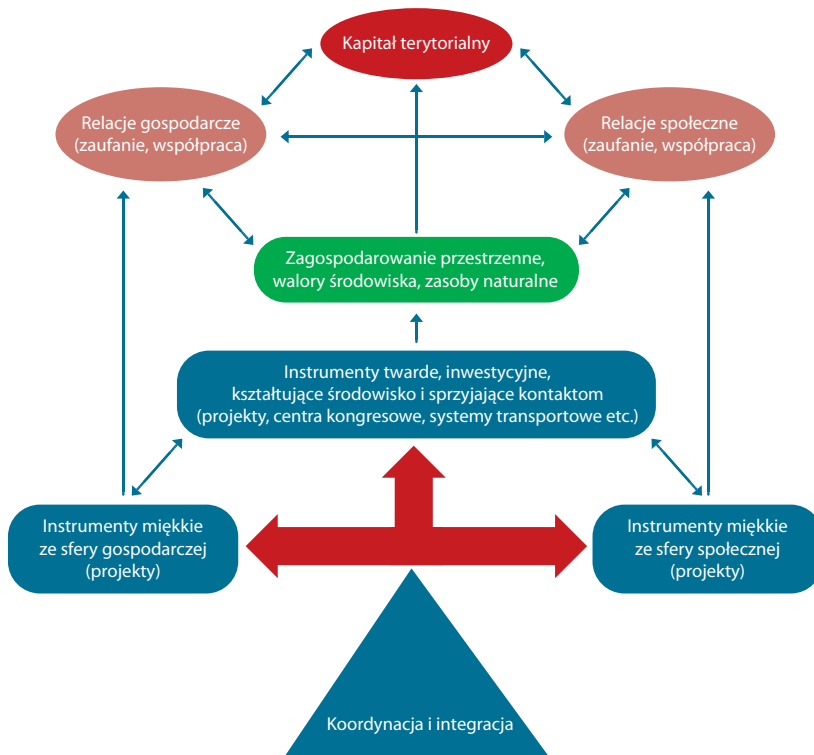 Kapitał terytorialny
Relacje gospodarcze
(zaufanie, współpraca)
Relacje społeczne
(zaufanie, współpraca)
Zagospodarowanie przestrzenne,
walory środowiska, zasoby naturalne
Instrumenty twarde, inwestycyjne,
kształtujące środowisko i sprzyjające kontaktom
(projekty, centra kongresowe, systemy transportowe etc.)
Instrumenty miękkie
ze sfery gospodarczej
(projekty)
Instrumenty miękkie
ze sfery społecznej
(projekty)
Koordynacja i integracja